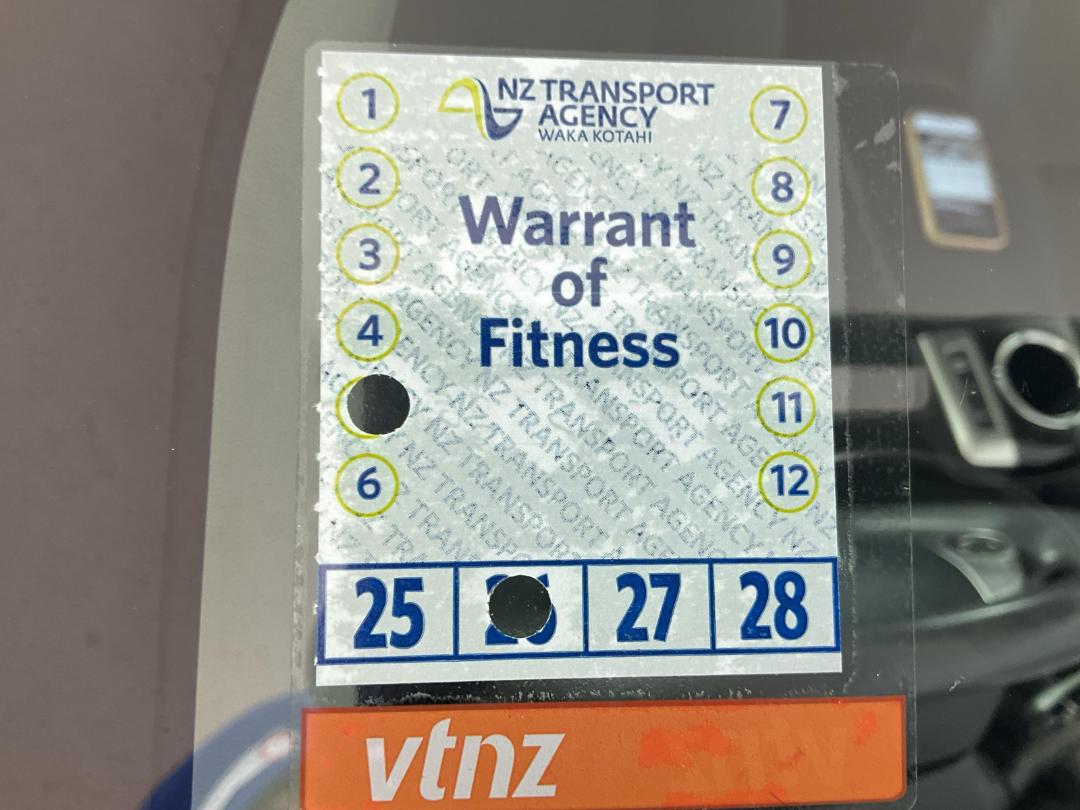 NZ TRANSPORT
AGENCY
WAKA KOTAHI
Warrant
of
Fitness
1
2
3
4
6
7
8
9
10
11
12
25
26
27
28
vtnz